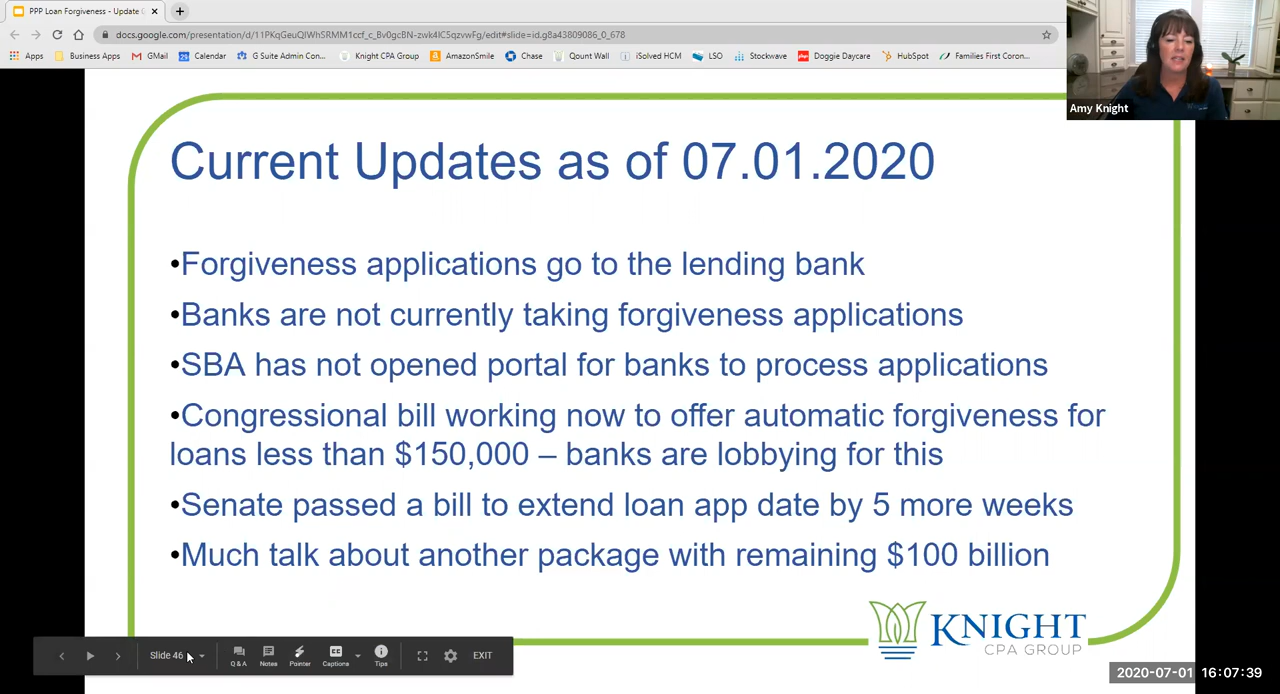 PPP Loan Forgiveness - Update
docs.google.com/presentation/d/11PKqGeuQIWhSRMM1ccf_c_Bv0gcBN-zwk4IC5qzvwFg/edit#slide=id.g8a43809086_0_678
Apps Business Apps GMail Calendar G Suite Admin Con... Knight CPA Group AmazonSmile Chase Qount Wall iSolved HCM LSO Stockwave Doggie Daycare HubSpot Families First Coron...
Amy Knight
Current Updates as of 07.01.2020
•Forgiveness applications go to the lending bank
•Banks are not currently taking forgiveness applications
•SBA has not opened portal for banks to process applications
•Congressional bill working now to offer automatic forgiveness for
loans less than $150,000 – banks are lobbying for this
•Senate passed a bill to extend loan app date by 5 more weeks
•Much talk about another package with remaining $100 billion
KNIGHT
CPA GROUP
Slide 46 Q & A Notes Pointer Captions Tips EXIT
2020-07-01 16:07:39